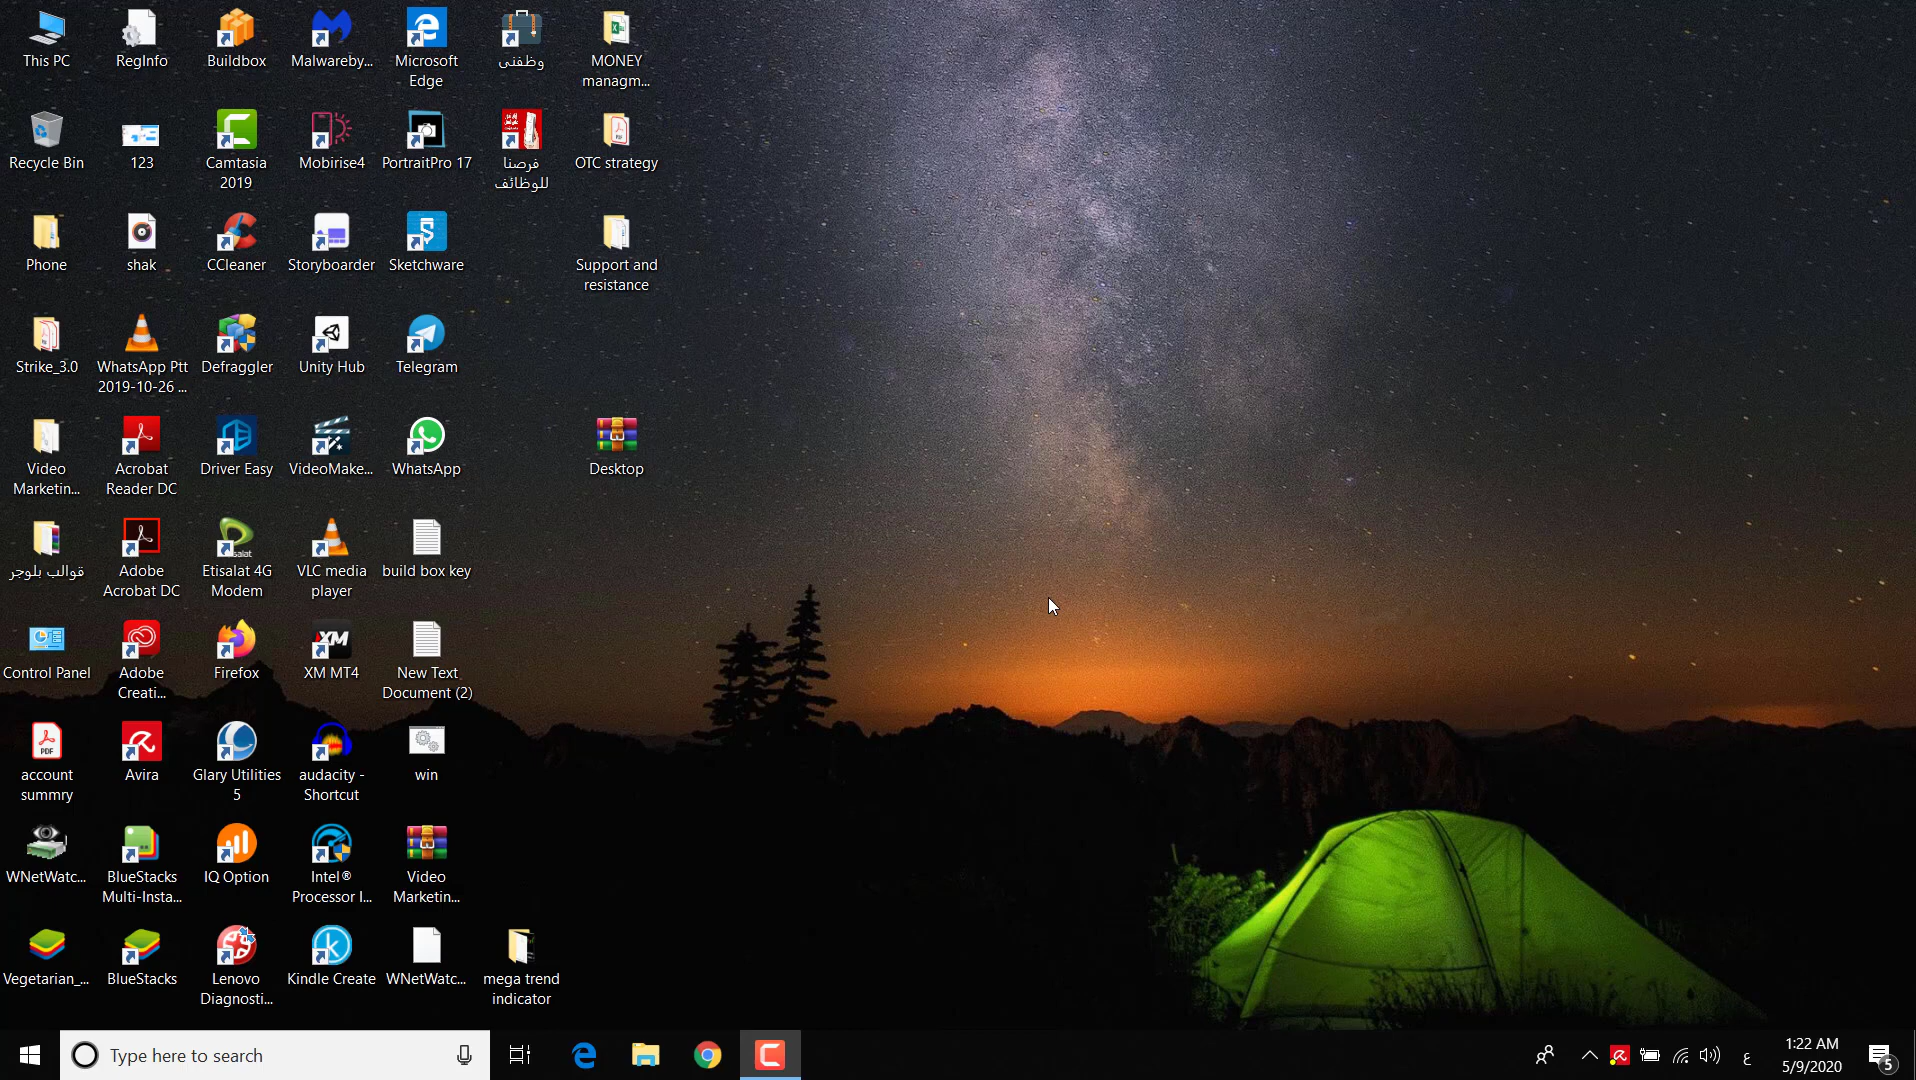 This PC
RegInfo
Buildbox
Malwareby...
Microsoft
Edge
وظفنى
MONEY
managm...
Recycle Bin
123
Camtasia
2019
Mobirise4
PortraitPro 17
فرصنا
للوظائف
OTC strategy
Phone
shak
CCleaner
Storyboarder
Sketchware
Support and
resistance
Strike_3.0
WhatsApp Ptt
2019-10-26 ...
Defraggler
Unity Hub
Telegram
Video
Marketin...
Acrobat
Reader DC
Driver Easy
VideoMake...
WhatsApp
Desktop
قوالب بلوجر
Adobe
Acrobat DC
Etisalat 4G
Modem
VLC media
player
build box key
Control Panel
Adobe
Creati...
Firefox
XM MT4
New Text
Document (2)
account
summry
Avira
Glary Utilities
5
audacity -
Shortcut
win
WNetWatc...
BlueStacks
Multi-Insta...
IQ Option
Intel®
Processor I...
Video
Marketin...
Vegetarian_...
BlueStacks
Lenovo
Diagnosti...
Kindle Create
WNetWatc...
mega trend
indicator
Type here to search
ع
1:22 AM
5/9/2020
5